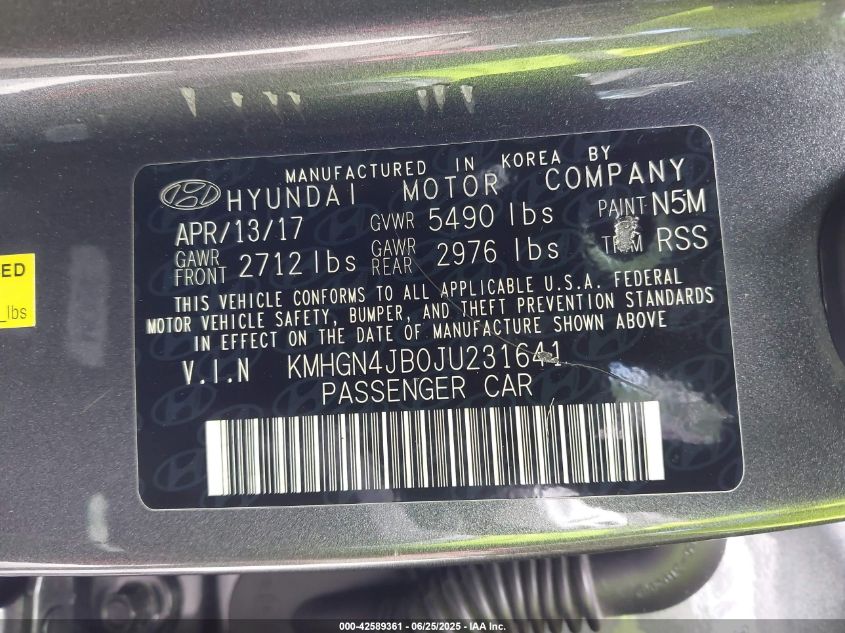 MANUFACTURED IN KOREA BY
HYUNDAI MOTOR COMPANY
APR/13/17 GVWR 5490 lbs PAINT N5M
GAWR FRONT 2712 lbs GAWR REAR 2976 lbs TRIM RSS
THIS VEHICLE CONFORMS TO ALL APPLICABLE U.S.A. FEDERAL
MOTOR VEHICLE SAFETY, BUMPER, AND THEFT PREVENTION STANDARDS
IN EFFECT ON THE DATE OF MANUFACTURE SHOWN ABOVE
V.I.N KMHGN4JB0JU231641
PASSENGER CAR
ED
lbs
000-42589361 - 06/25/2025 - IAA Inc.